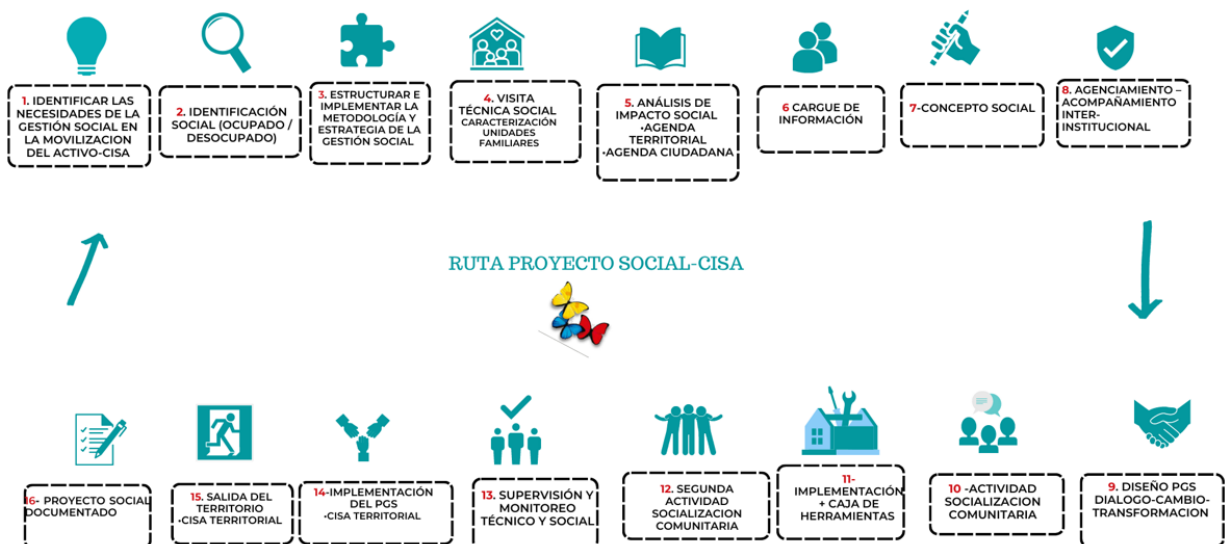 1. IDENTIFICAR LAS
NECESIDADES DE LA
GESTIÓN SOCIAL EN
LA MOVILIZACION
DEL ACTIVO-CISA
2. IDENTIFICACIÓN
SOCIAL (OCUPADO /
DESOCUPADO)
3. ESTRUCTURAR E
IMPLEMENTAR LA
METODOLOGÍA Y
ESTRATEGIA DE LA
GESTIÓN SOCIAL
4. VISITA
TÉCNICA SOCIAL
CARACTERIZACIÓN
UNIDADES
FAMILIARES
5. ANÁLISIS DE
IMPACTO SOCIAL
·AGENDA
TERRITORIAL
·AGENDA CIUDADANA
6 CARGUE DE
INFORMACIÓN
7-CONCEPTO SOCIAL
8. AGENCIAMIENTO –
ACOMPAÑAMIENTO
INTER-
INSTITUCIONAL
RUTA PROYECTO SOCIAL-CISA
16- PROYECTO SOCIAL
DOCUMENTADO
15. SALIDA DEL
TERRITORIO
·CISA TERRITORIAL
14-IMPLEMENTACIÓN
DEL PGS
·CISA TERRITORIAL
13. SUPERVISIÓN Y
MONITOREO
TÉCNICO Y SOCIAL
12. SEGUNDA
ACTIVIDAD
SOCIALIZACION
COMUNITARIA
11-
IMPLEMENTACIÓN
+ CAJA DE
HERRAMIENTAS
10 -ACTIVIDAD
SOCIALIZACION
COMUNITARIA
9. DISEÑO PGS
DIALOGO-CAMBIO-
TRANSFORMACION